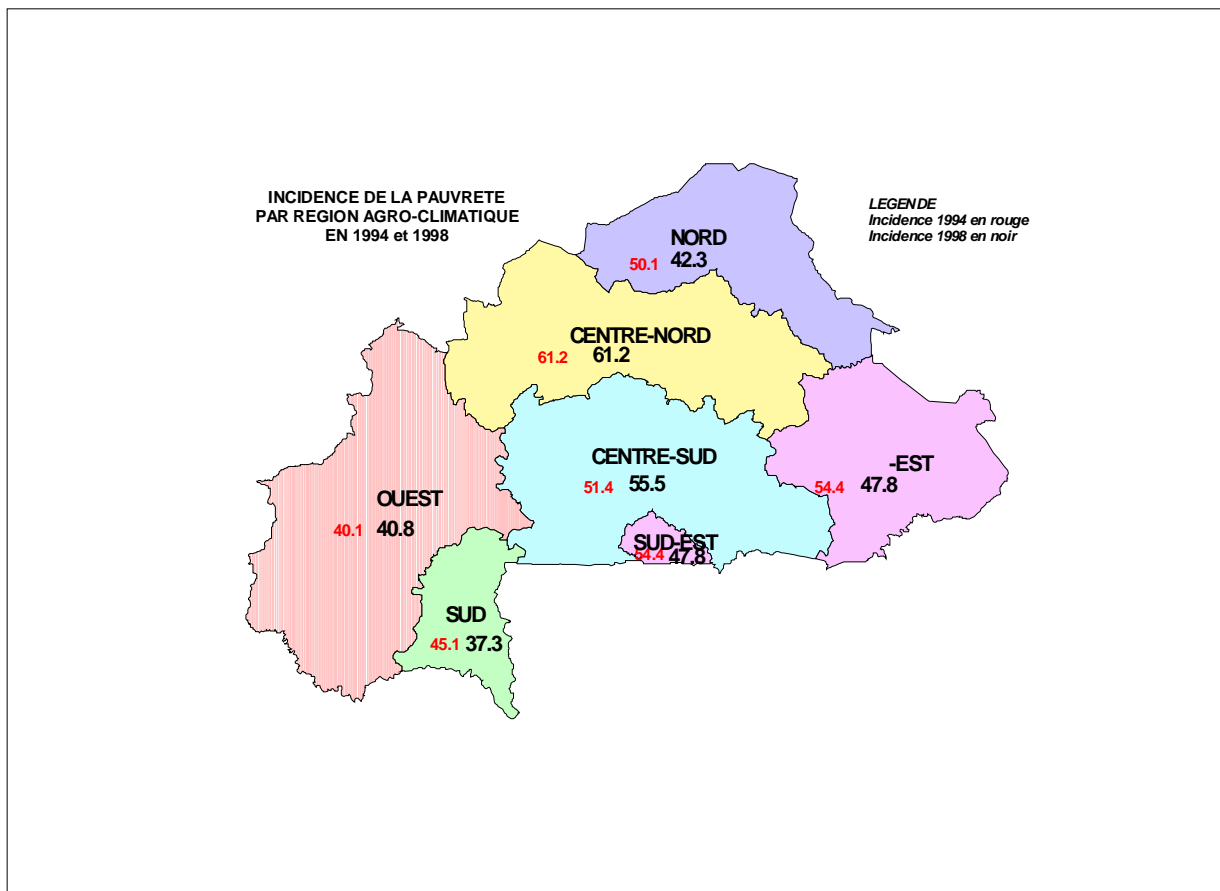 INCIDENCE DE LA PAUVRETE
PAR REGION AGRO-CLIMATIQUE
EN 1994 et 1998
LEGENDE
Incidence 1994 en rouge
Incidence 1998 en noir
NORD
50.1 42.3
CENTRE-NORD
61.2 61.2
CENTRE-SUD
51.4 55.5
-EST
54.4 47.8
OUEST
40.1 40.8
SUD-EST
54.4 47.8
SUD
45.1 37.3